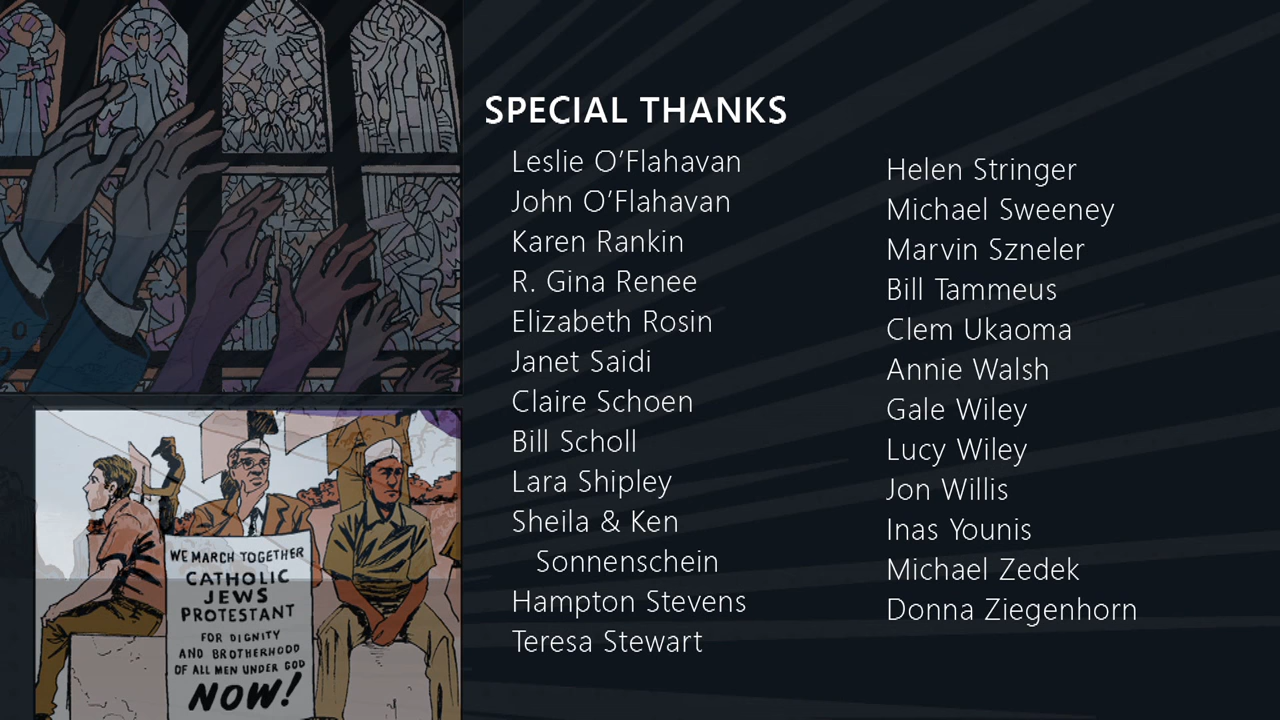 SPECIAL THANKS
Leslie O’Flahavan
John O’Flahavan
Karen Rankin
R. Gina Renee
Elizabeth Rosin
Janet Saidi
Claire Schoen
Bill Scholl
Lara Shipley
Sheila & Ken
Sonnenschein
Hampton Stevens
Teresa Stewart
Helen Stringer
Michael Sweeney
Marvin Szneler
Bill Tammeus
Clem Ukaoma
Annie Walsh
Gale Wiley
Lucy Wiley
Jon Willis
Inas Younis
Michael Zedek
Donna Ziegenhorn
WE MARCH TOGETHER
CATHOLIC
JEWS
PROTESTANT
FOR DIGNITY
AND BROTHERHOOD
OF ALL MEN UNDER GOD
NOW!